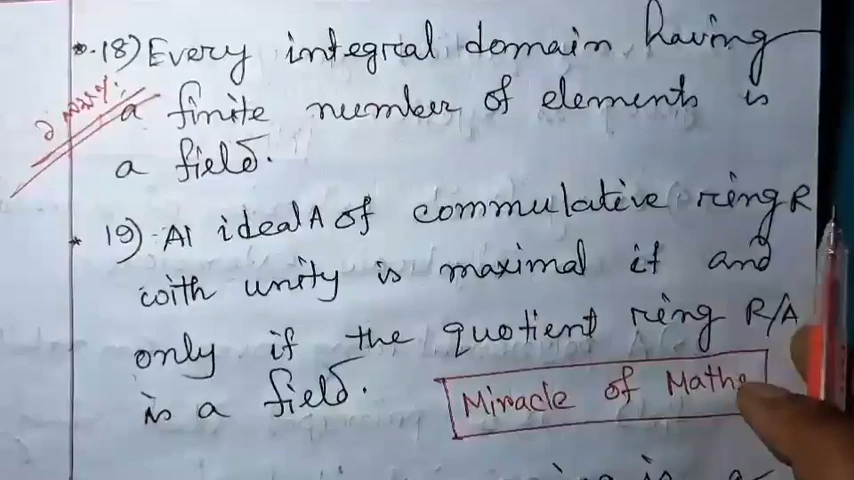 *. 18) Every integral domain having
a finite number of elements is
a field.
* 19) AI ideal A of commulative ring R
with unity is maximal if and
only if the quotient ring R/A
is a field.
Miracle of Maths